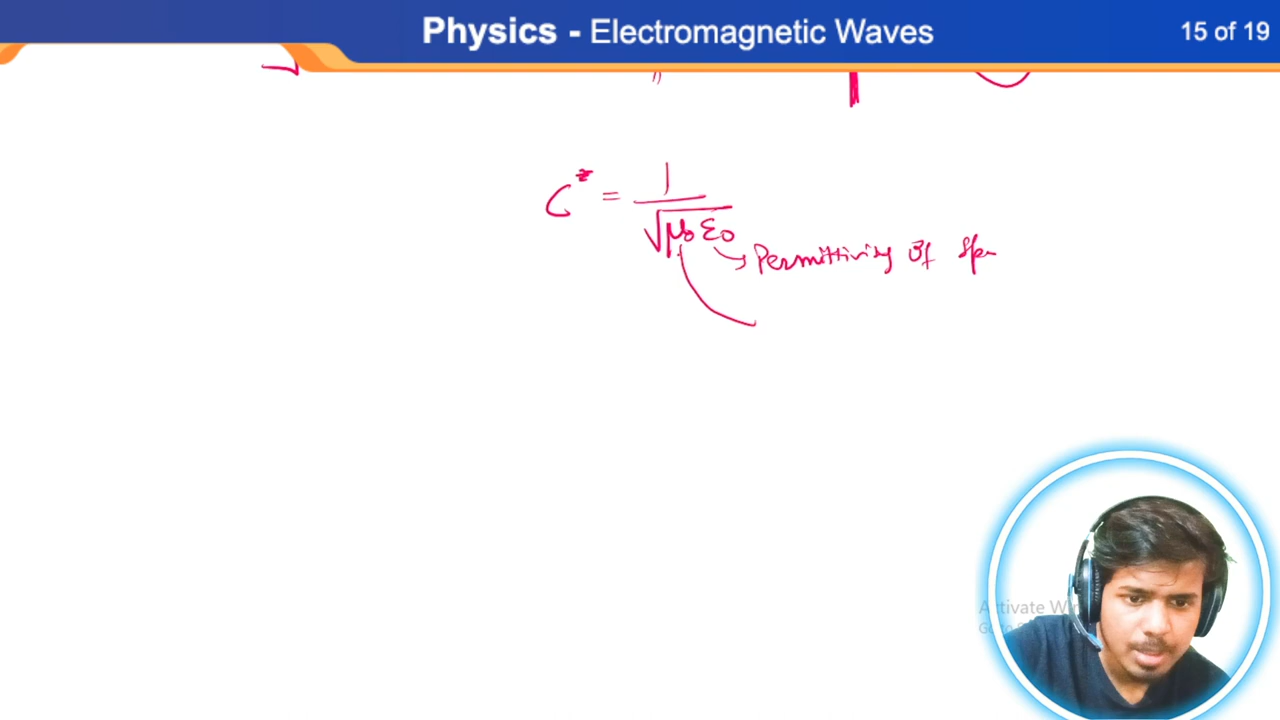 Physics - Electromagnetic Waves
15 of 19
C = 1/√μ₀ε₀
Permittivity of